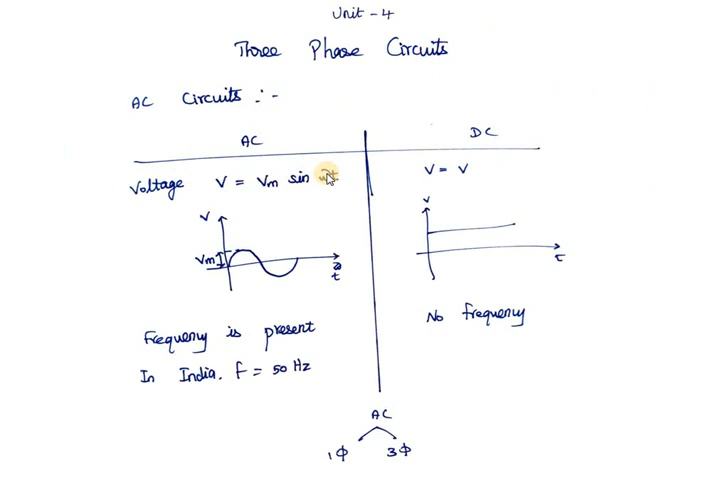 Unit - 4
Three Phase Circuits
AC Circuits :-
AC
DC
Voltage V = Vm sin ωt
V = V
V
Vm
t
V
t
Frequency is present
In India, f = 50 Hz
No frequency
AC
1Φ 3Φ